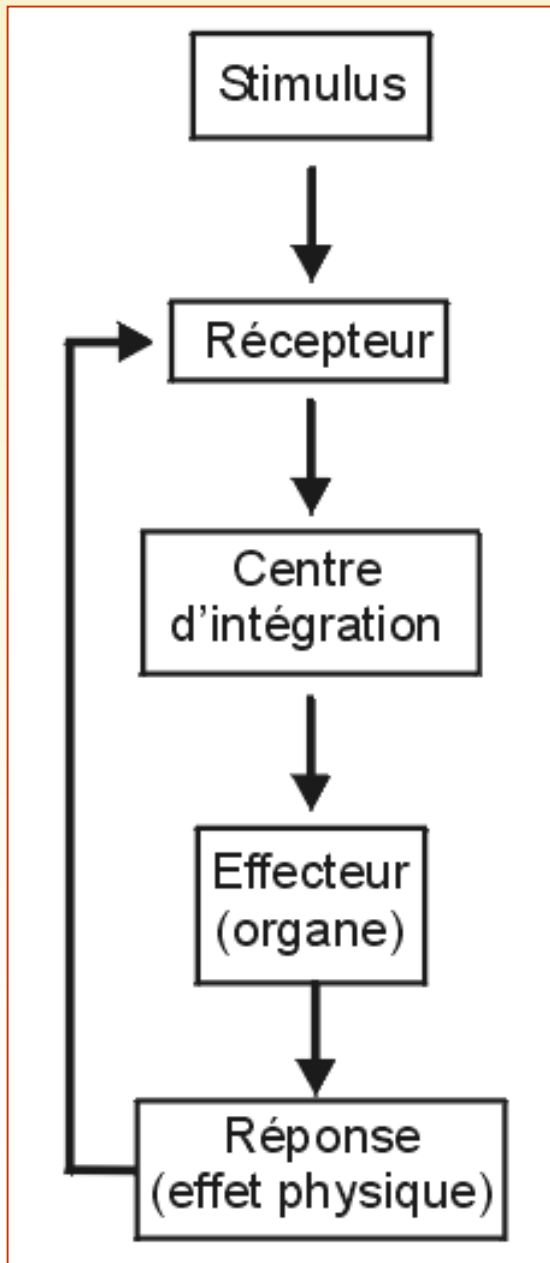 Stimulus
Récepteur
Centre
d'intégration
Effecteur
(organe)
Réponse
(effet physique)